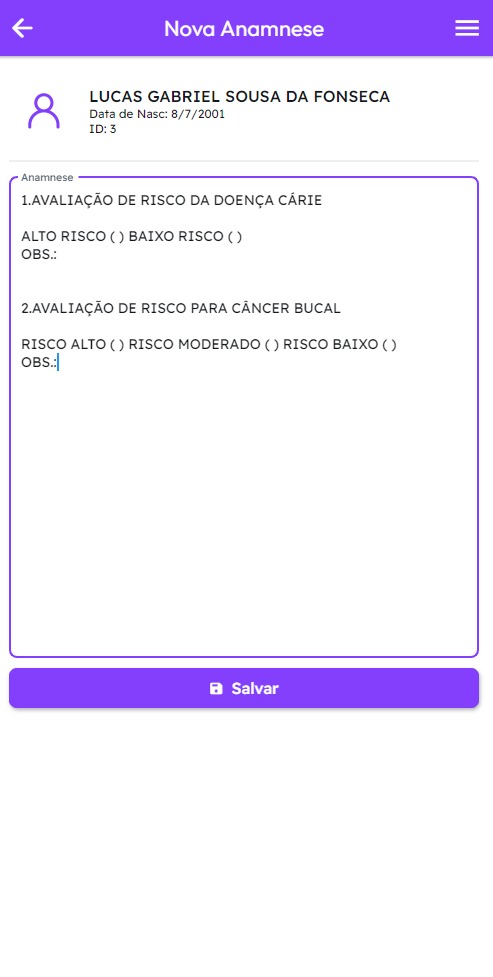 Nova Anamnese
LUCAS GABRIEL SOUSA DA FONSECA
Data de Nasc: 8/7/2001
ID: 3
Anamnese
1.AVALIAÇÃO DE RISCO DA DOENÇA CÁRIE
ALTO RISCO ( ) BAIXO RISCO ( )
OBS.:
2.AVALIAÇÃO DE RISCO PARA CÂNCER BUCAL
RISCO ALTO ( ) RISCO MODERADO ( ) RISCO BAIXO ( )
OBS.:
Salvar